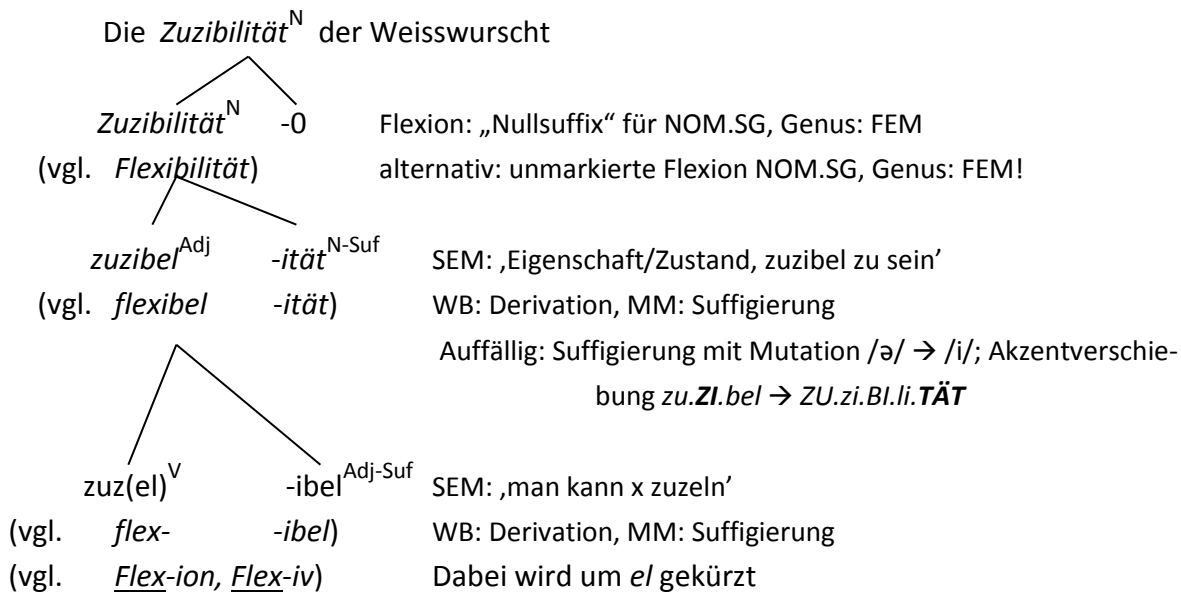 Die Zuzibilität^N der Weisswurscht
Zuzibilität^N -0 Flexion: „Nullsuffix“ für NOM.SG, Genus: FEM
(vgl. Flexibilität) alternativ: unmarkierte Flexion NOM.SG, Genus: FEM!
zuzibel^Adj -ität^N-Suf SEM: ‚Eigenschaft/Zustand, zuzibel zu sein’
(vgl. flexibel -ität) WB: Derivation, MM: Suffigierung
Auffällig: Suffigierung mit Mutation /ə/ → /i/; Akzentverschie-
bung zu.ZI.bel → ZU.zi.BI.li.TÄT
zuz(el)^V -ibel^Adj-Suf SEM: ‚man kann x zuzeln’
(vgl. flex- -ibel) WB: Derivation, MM: Suffigierung
(vgl. Flex-ion, Flex-iv) Dabei wird um el gekürzt